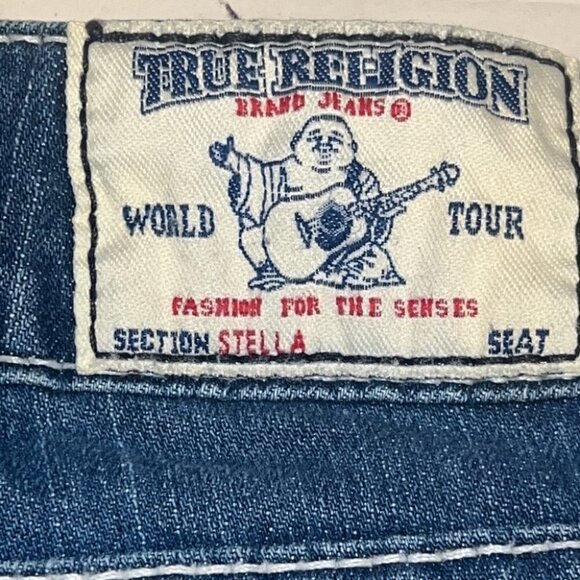 TRUE RELIGION
BRAND JEANS ®
WORLD TOUR
FASHION FOR THE SENSES
SECTION STELLA SEAT